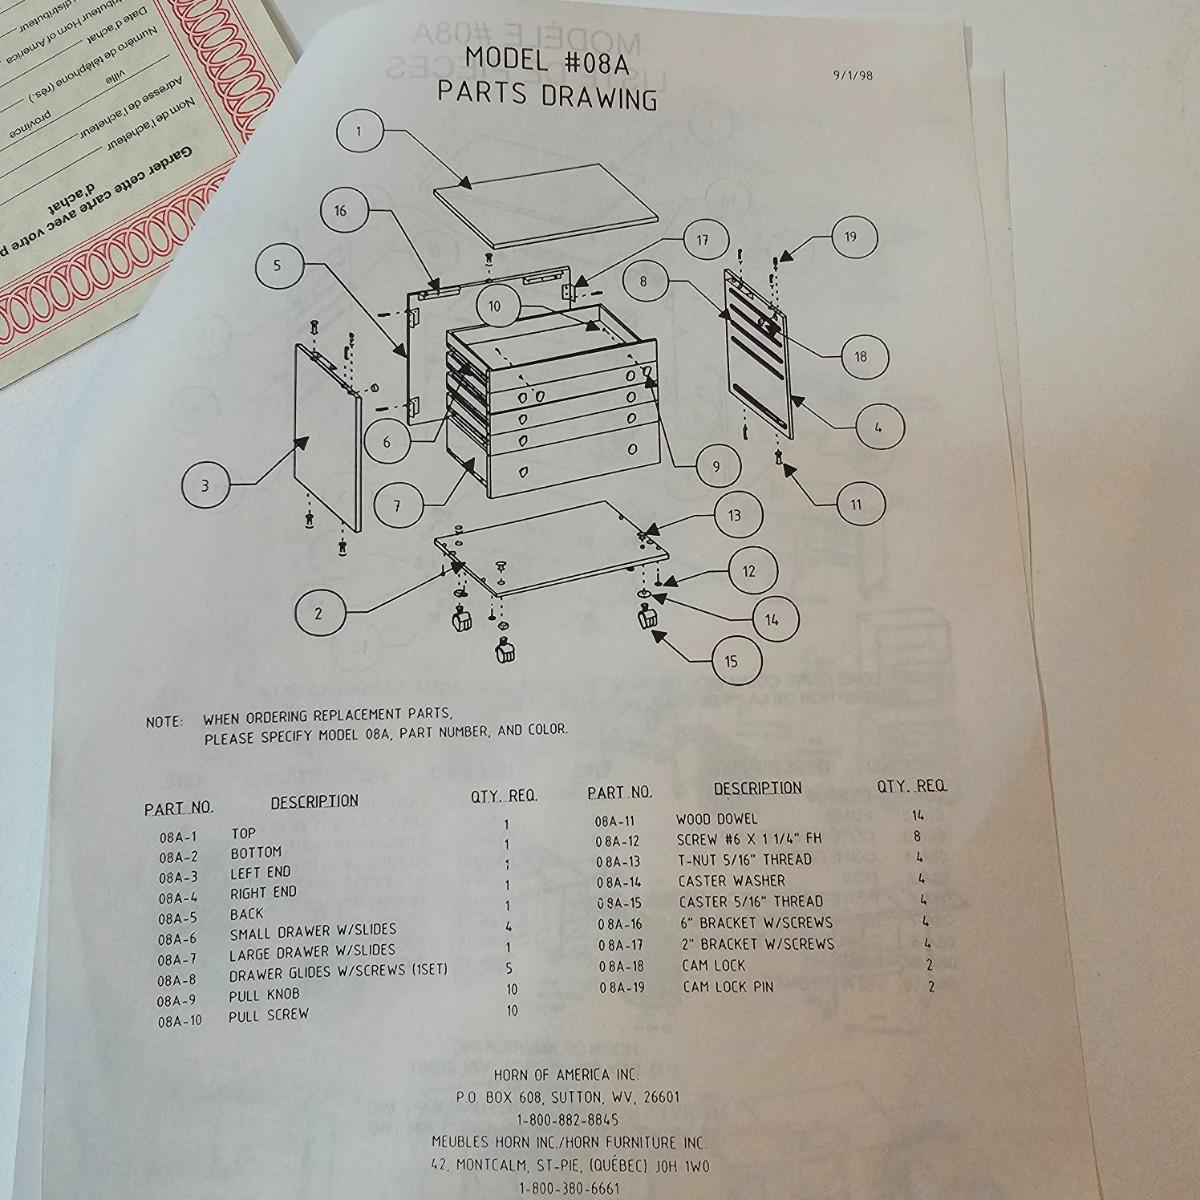 MODEL #08A
PARTS DRAWING
9/1/98
1
16
5
17
19
8
10
18
4
6
3
7
9
11
13
12
2
14
15
NOTE: WHEN ORDERING REPLACEMENT PARTS,
PLEASE SPECIFY MODEL 08A, PART NUMBER, AND COLOR.
PART NO. DESCRIPTION QTY. REQ.
08A-1 TOP 1
08A-2 BOTTOM 1
08A-3 LEFT END 1
08A-4 RIGHT END 1
08A-5 BACK 1
08A-6 SMALL DRAWER W/SLIDES 4
08A-7 LARGE DRAWER W/SLIDES 1
08A-8 DRAWER GLIDES W/SCREWS (1SET) 5
08A-9 PULL KNOB 10
08A-10 PULL SCREW 10
PART NO. DESCRIPTION QTY. REQ.
08A-11 WOOD DOWEL 14
08A-12 SCREW #6 X 1 1/4" FH 8
08A-13 T-NUT 5/16" THREAD 4
08A-14 CASTER WASHER 4
08A-15 CASTER 5/16" THREAD 4
08A-16 6" BRACKET W/SCREWS 4
08A-17 2" BRACKET W/SCREWS 4
08A-18 CAM LOCK 2
08A-19 CAM LOCK PIN 2
HORN OF AMERICA INC.
P.O. BOX 608, SUTTON, WV, 26601
1-800-882-8845
MEUBLES HORN INC./HORN FURNITURE INC.
42, MONTCALM, ST-PIE, (QUÉBEC) J0H 1W0
1-800-380-6661
Garder cette carte avec votre
d'achat
Nom de l'acheteur
Adresse de l'acheteur
ville province
Numéro de téléphone (rés.)
Date d'achat
Horn of America